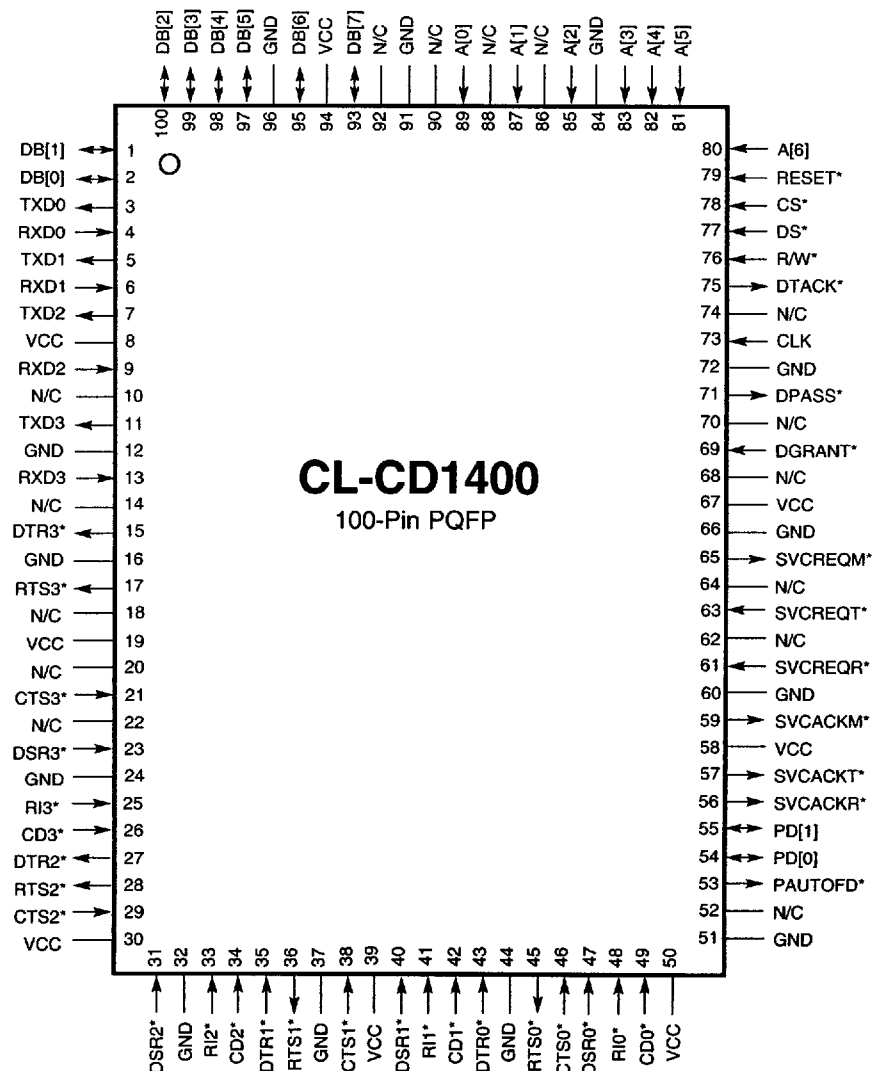 DB[2] DB[3] DB[4] DB[5] GND DB[6] VCC DB[7] N/C GND N/C A[0] N/C A[1] N/C A[2] GND A[3] A[4] A[5]
100 99 98 97 96 95 94 93 92 91 90 89 88 87 86 85 84 83 82 81
DB[1] 1 80 A[6]
DB[0] 2 79 RESET*
TXD0 3 78 CS*
RXD0 4 77 DS*
TXD1 5 76 R/W*
RXD1 6 75 DTACK*
TXD2 7 74 N/C
VCC 8 73 CLK
RXD2 9 72 GND
N/C 10 71 DPASS*
TXD3 11 70 N/C
GND 12 69 DGRANT*
RXD3 13 68 N/C
CL-CD1400
N/C 14 67 VCC
100-Pin PQFP
DTR3* 15 66 GND
GND 16 65 SVCREQM*
RTS3* 17 64 N/C
N/C 18 63 SVCREQT*
VCC 19 62 N/C
N/C 20 61 SVCREQR*
CTS3* 21 60 GND
N/C 22 59 SVCACKM*
DSR3* 23 58 VCC
GND 24 57 SVCACKT*
RI3* 25 56 SVCACKR*
CD3* 26 55 PD[1]
DTR2* 27 54 PD[0]
RTS2* 28 53 PAUTOFD*
CTS2* 29 52 N/C
VCC 30 51 GND
31 32 33 34 35 36 37 38 39 40 41 42 43 44 45 46 47 48 49 50
DSR2* GND RI2* CD2* DTR1* RTS1* GND CTS1* VCC DSR1* RI1* CD1* DTR0* GND RTS0* CTS0* DSR0* RI0* CD0* VCC